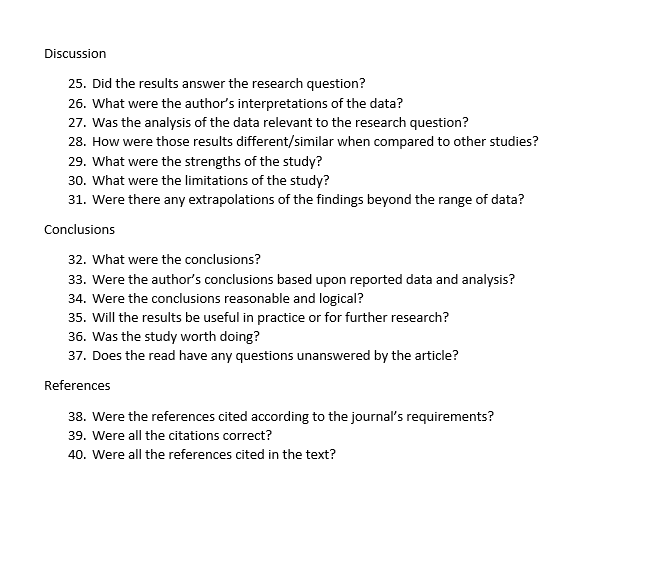 Discussion
25. Did the results answer the research question?
26. What were the author's interpretations of the data?
27. Was the analysis of the data relevant to the research question?
28. How were those results different/similar when compared to other studies?
29. What were the strengths of the study?
30. What were the limitations of the study?
31. Were there any extrapolations of the findings beyond the range of data?
Conclusions
32. What were the conclusions?
33. Were the author's conclusions based upon reported data and analysis?
34. Were the conclusions reasonable and logical?
35. Will the results be useful in practice or for further research?
36. Was the study worth doing?
37. Does the read have any questions unanswered by the article?
References
38. Were the references cited according to the journal's requirements?
39. Were all the citations correct?
40. Were all the references cited in the text?